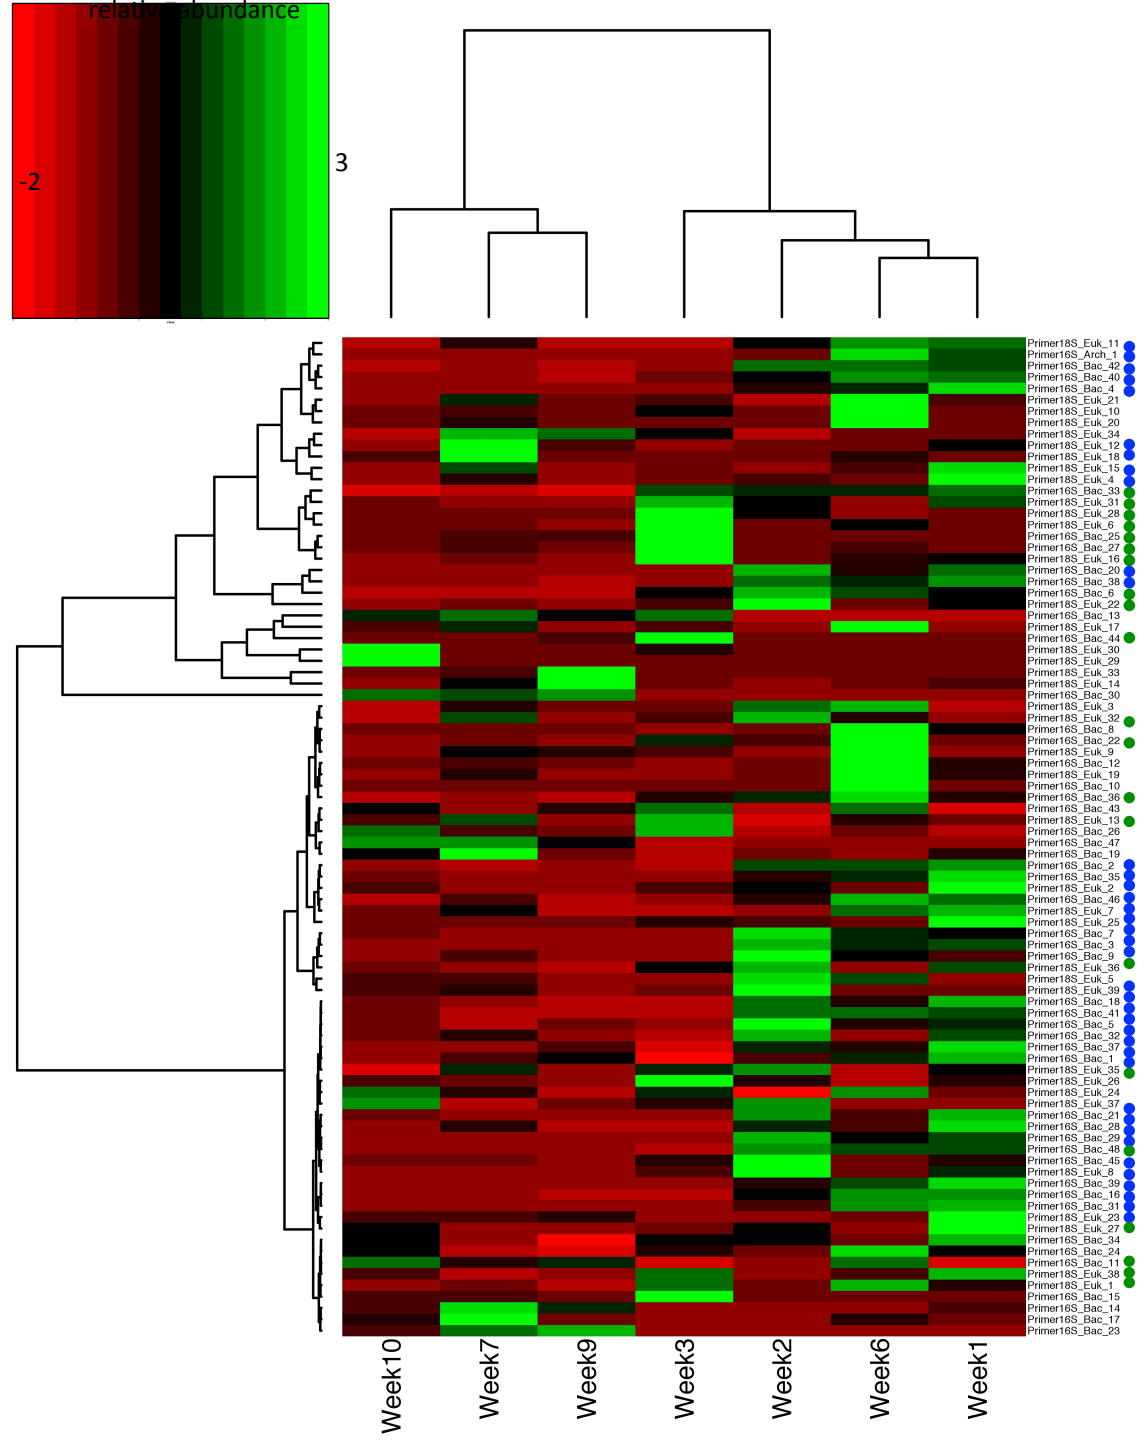 relative abundance
-2
3
Primer18S_Euk_11
Primer16S_Arch_1
Primer16S_Bac_42
Primer16S_Bac_40
Primer16S_Bac_4
Primer18S_Euk_21
Primer18S_Euk_10
Primer18S_Euk_20
Primer18S_Euk_34
Primer18S_Euk_12
Primer18S_Euk_18
Primer18S_Euk_15
Primer18S_Euk_4
Primer16S_Bac_33
Primer18S_Euk_31
Primer18S_Euk_28
Primer18S_Euk_6
Primer16S_Bac_25
Primer16S_Bac_27
Primer18S_Euk_16
Primer16S_Bac_20
Primer16S_Bac_38
Primer16S_Bac_6
Primer18S_Euk_22
Primer16S_Bac_13
Primer18S_Euk_17
Primer16S_Bac_44
Primer18S_Euk_30
Primer18S_Euk_29
Primer18S_Euk_33
Primer18S_Euk_14
Primer16S_Bac_30
Primer18S_Euk_3
Primer18S_Euk_32
Primer16S_Bac_8
Primer16S_Bac_22
Primer18S_Euk_9
Primer16S_Bac_12
Primer18S_Euk_19
Primer16S_Bac_10
Primer16S_Bac_36
Primer16S_Bac_43
Primer18S_Euk_13
Primer16S_Bac_26
Primer16S_Bac_47
Primer16S_Bac_19
Primer16S_Bac_2
Primer16S_Bac_35
Primer18S_Euk_2
Primer16S_Bac_46
Primer18S_Euk_7
Primer18S_Euk_25
Primer16S_Bac_7
Primer16S_Bac_3
Primer16S_Bac_9
Primer18S_Euk_36
Primer18S_Euk_5
Primer18S_Euk_39
Primer16S_Bac_18
Primer16S_Bac_41
Primer16S_Bac_5
Primer16S_Bac_32
Primer16S_Bac_37
Primer16S_Bac_1
Primer18S_Euk_35
Primer18S_Euk_26
Primer18S_Euk_24
Primer18S_Euk_37
Primer16S_Bac_21
Primer16S_Bac_28
Primer16S_Bac_29
Primer16S_Bac_48
Primer16S_Bac_45
Primer18S_Euk_8
Primer16S_Bac_39
Primer16S_Bac_16
Primer16S_Bac_31
Primer18S_Euk_23
Primer18S_Euk_27
Primer16S_Bac_34
Primer16S_Bac_24
Primer16S_Bac_11
Primer18S_Euk_38
Primer18S_Euk_1
Primer16S_Bac_15
Primer16S_Bac_14
Primer16S_Bac_17
Primer16S_Bac_23
Week10
Week7
Week9
Week3
Week2
Week6
Week1